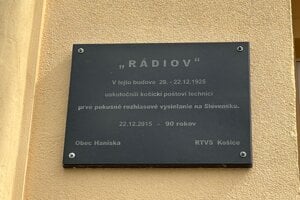 „RÁDIOV“
V tejto budove 20. - 22.12.1925
uskutočnili košickí poštoví technici
prvé pokusné rozhlasové vysielanie na Slovensku.
22.12.2015 - 90 rokov
Obec Haniska RTVS Košice